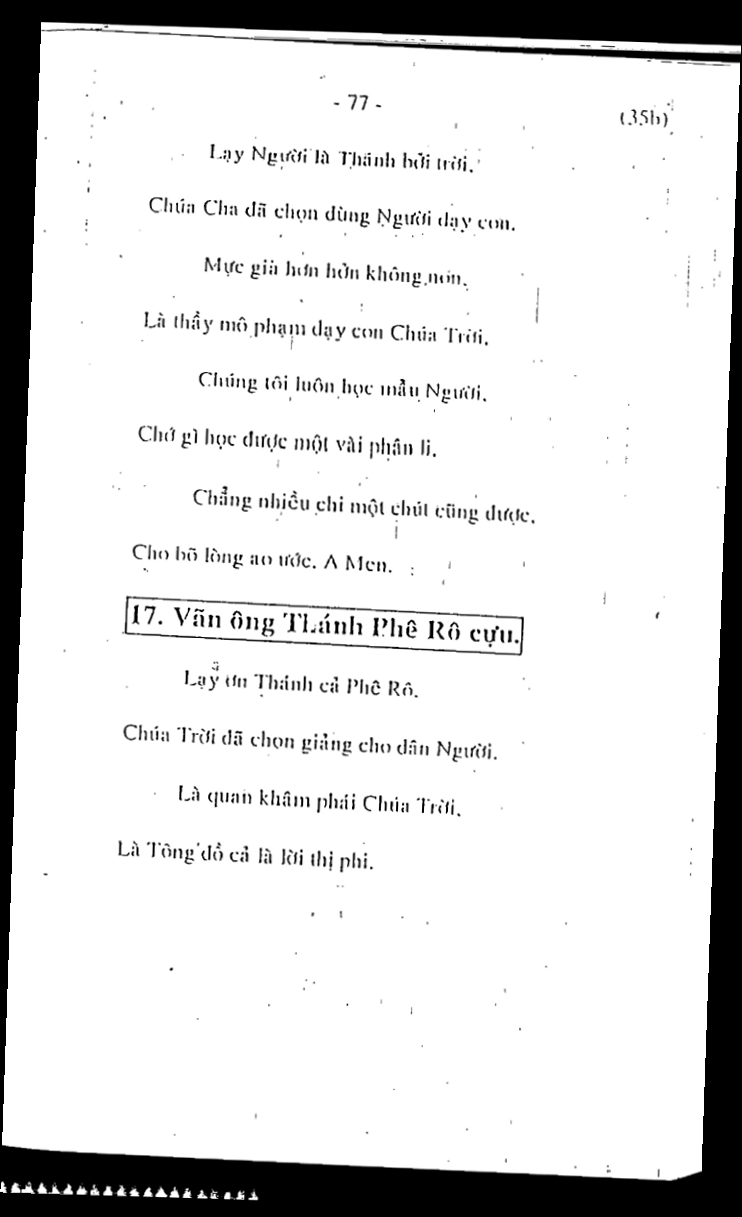 - 77 -
(35b)
Lạy Người là Thánh bởi trời.
Chúa Cha đã chọn dùng Người dạy con.
Mực già hơn hởn không non.
Là thầy mô phạm dạy con Chúa Trời.
Chúng tôi luôn học mẫu Người.
Chớ gì học được một vài phân li.
Chẳng nhiều chi một chút cũng được.
Cho bõ lòng ao ước. A Men.
17. Vãn ông Thánh Phê Rô cựu.
Lạy ơn Thánh cả Phê Rô.
Chúa Trời đã chọn giảng cho dân Người.
Là quan khâm phái Chúa Trời.
Là Tông đồ cả là lời thị phi.